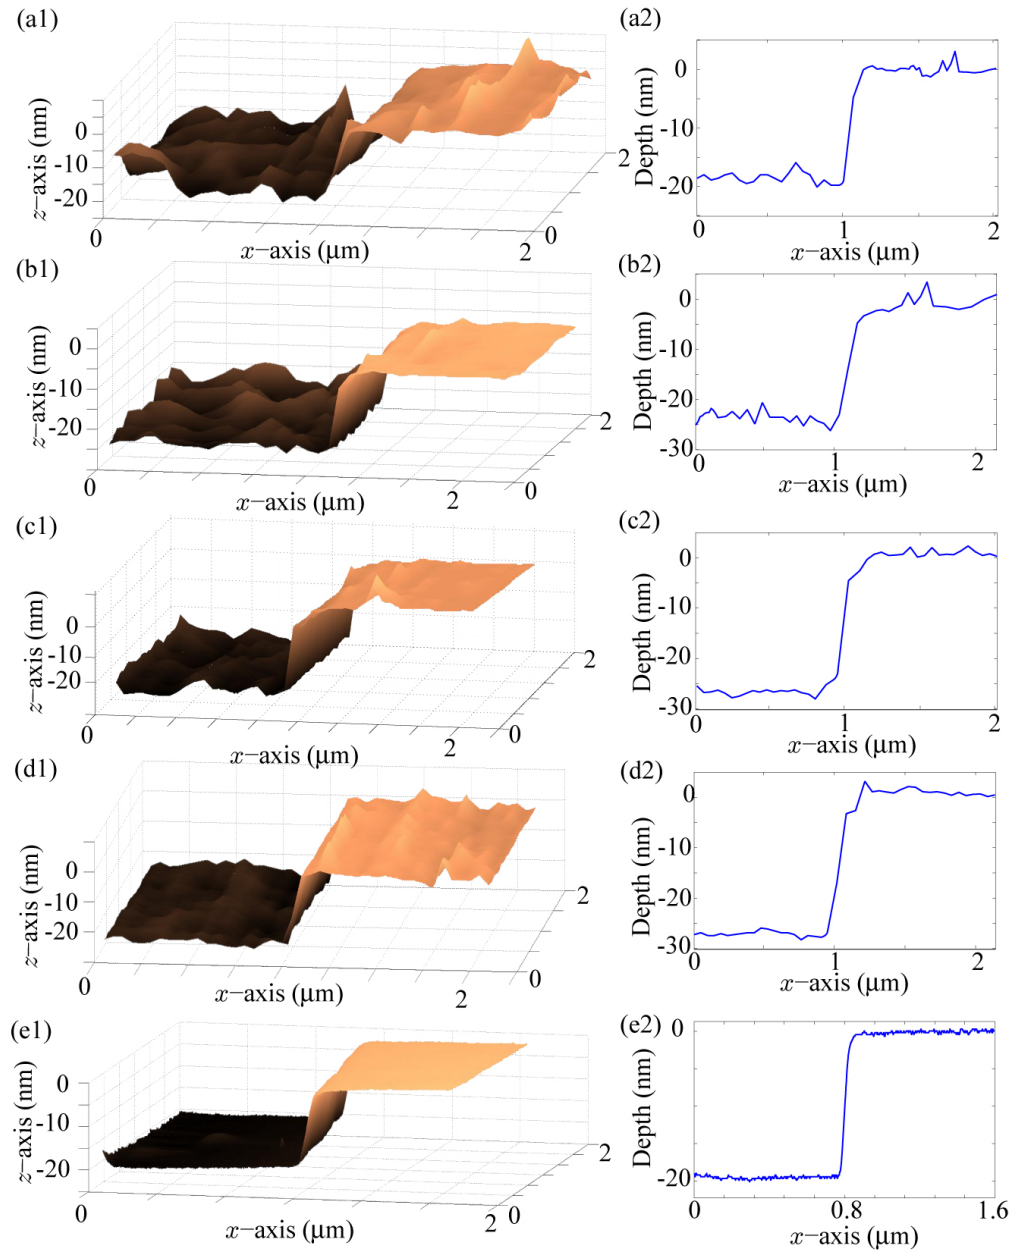 (a1)
0
-10
-20
z−axis (nm)
0
x−axis (μm)
2
0
2
(a2)
0
-10
-20
Depth (nm)
0
1
2
x−axis (μm)
(b1)
0
-10
-20
z−axis (nm)
0
x−axis (μm)
2
0
2
(b2)
0
-10
-20
-30
Depth (nm)
0
1
2
x−axis (μm)
(c1)
0
-10
-20
z−axis (nm)
0
x−axis (μm)
2
0
2
(c2)
0
-10
-20
-30
Depth (nm)
0
1
2
x−axis (μm)
(d1)
0
-10
-20
z−axis (nm)
0
x−axis (μm)
2
0
2
(d2)
0
-10
-20
-30
Depth (nm)
0
1
2
x−axis (μm)
(e1)
0
-10
-20
z−axis (nm)
0
x−axis (μm)
2
0
2
(e2)
0
-10
-20
Depth (nm)
0
0.8
1.6
x−axis (μm)